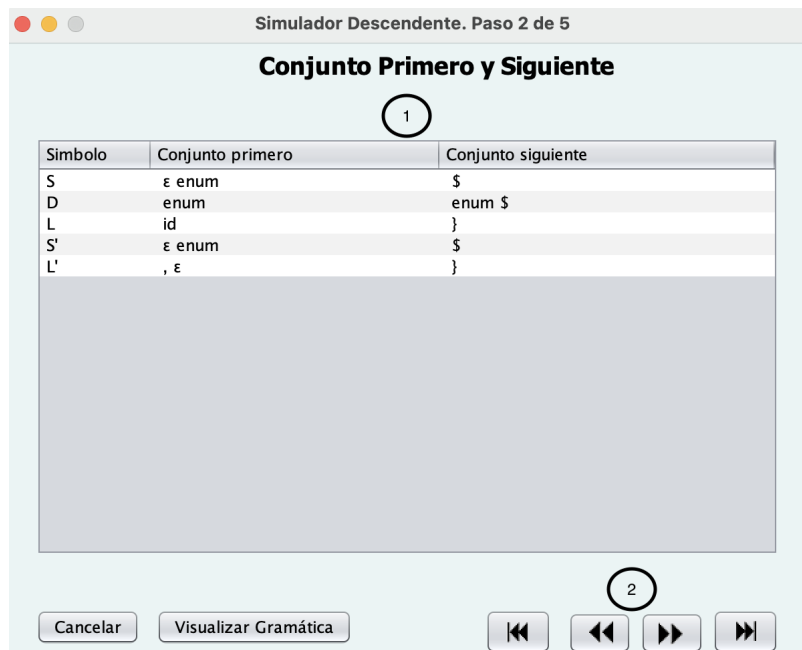 Simulador Descendente. Paso 2 de 5
Conjunto Primero y Siguiente
1
Simbolo Conjunto primero Conjunto siguiente
S ε enum $
D enum enum $
L id }
S' ε enum $
L' , ε }
2
Cancelar Visualizar Gramática